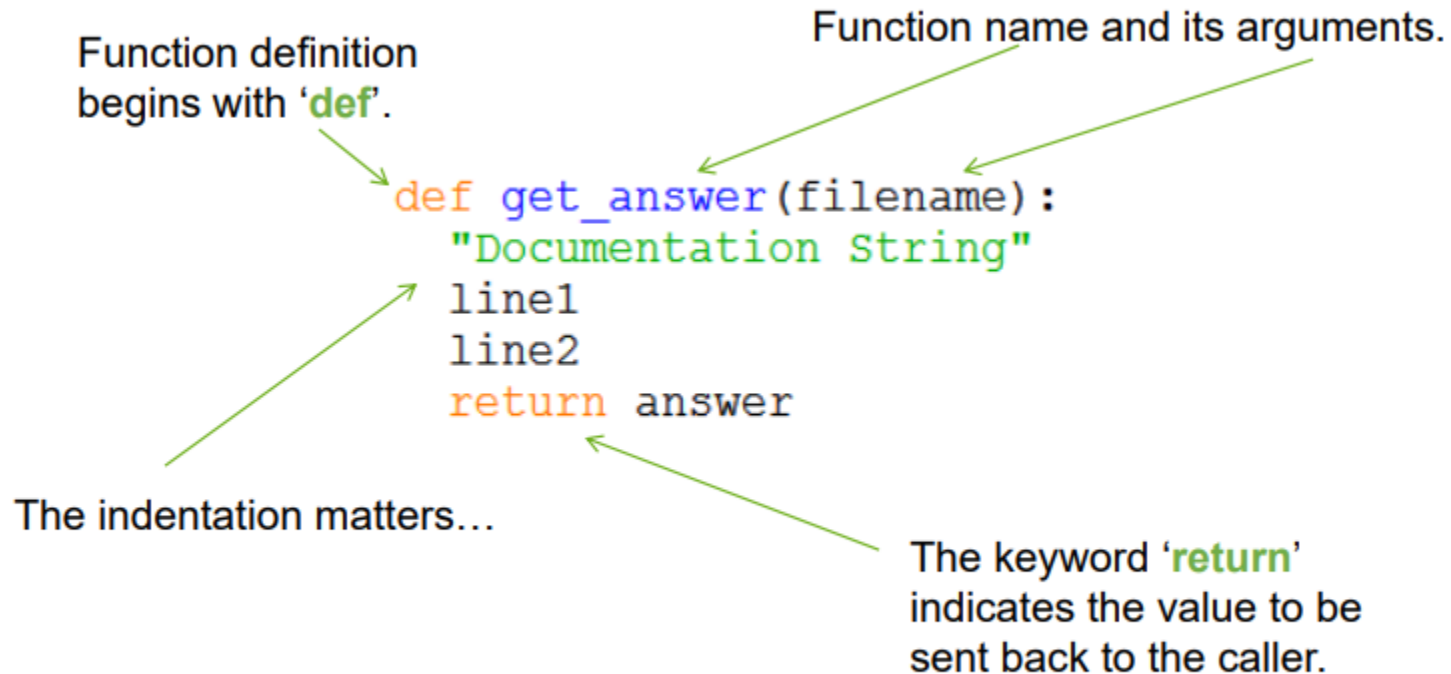 Function definition
begins with ‘def’.
Function name and its arguments.
def get_answer(filename):
"Documentation String"
line1
line2
return answer
The indentation matters…
The keyword ‘return’
indicates the value to be
sent back to the caller.